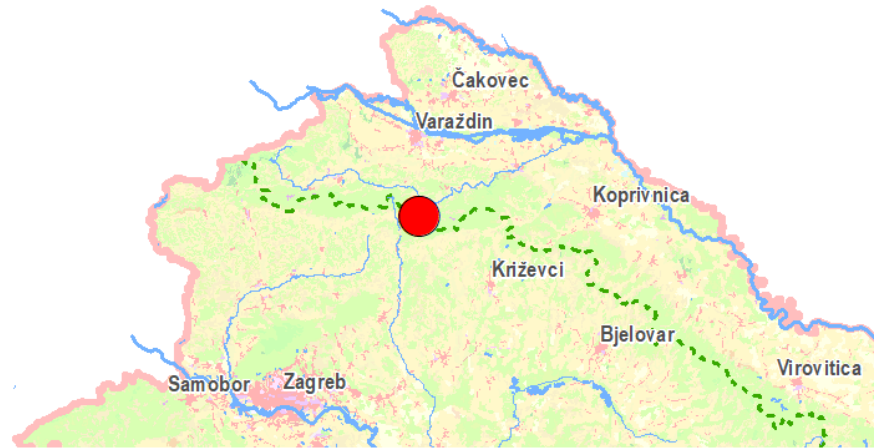 Čakovec
Varaždin
Koprivnica
Križevci
Bjelovar
Virovitica
Samobor
Zagreb